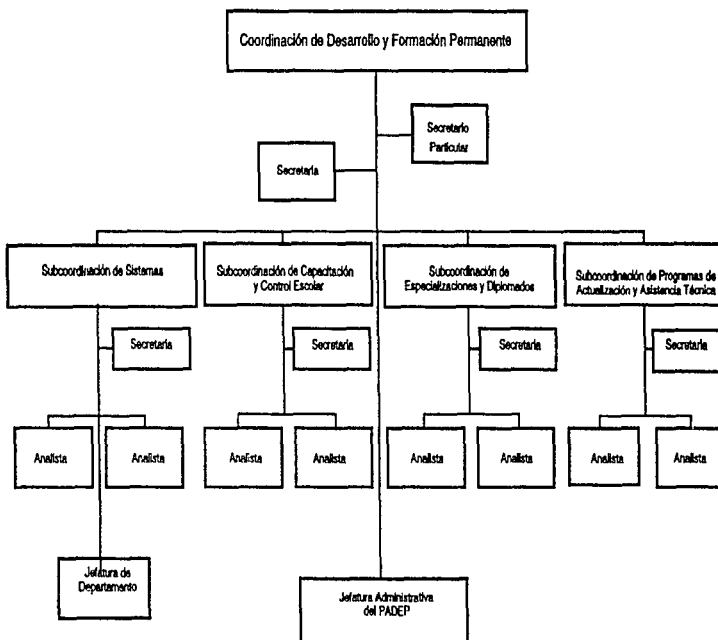 Coordinación de Desarrollo y Formación Permanente
Secretario
Particular
Secretaria
Subcoordinación de Sistemas
Subcoordinación de Capacitación
y Control Escolar
Subcoordinación de
Especializaciones y Diplomados
Subcoordinación de Programas de
Actualización y Asistencia Técnica
Secretaria
Secretaria
Secretaria
Secretaria
Analista
Analista
Analista
Analista
Analista
Analista
Analista
Analista
Jefatura de
Departamento
Jefatura Administrativa
del PADEP